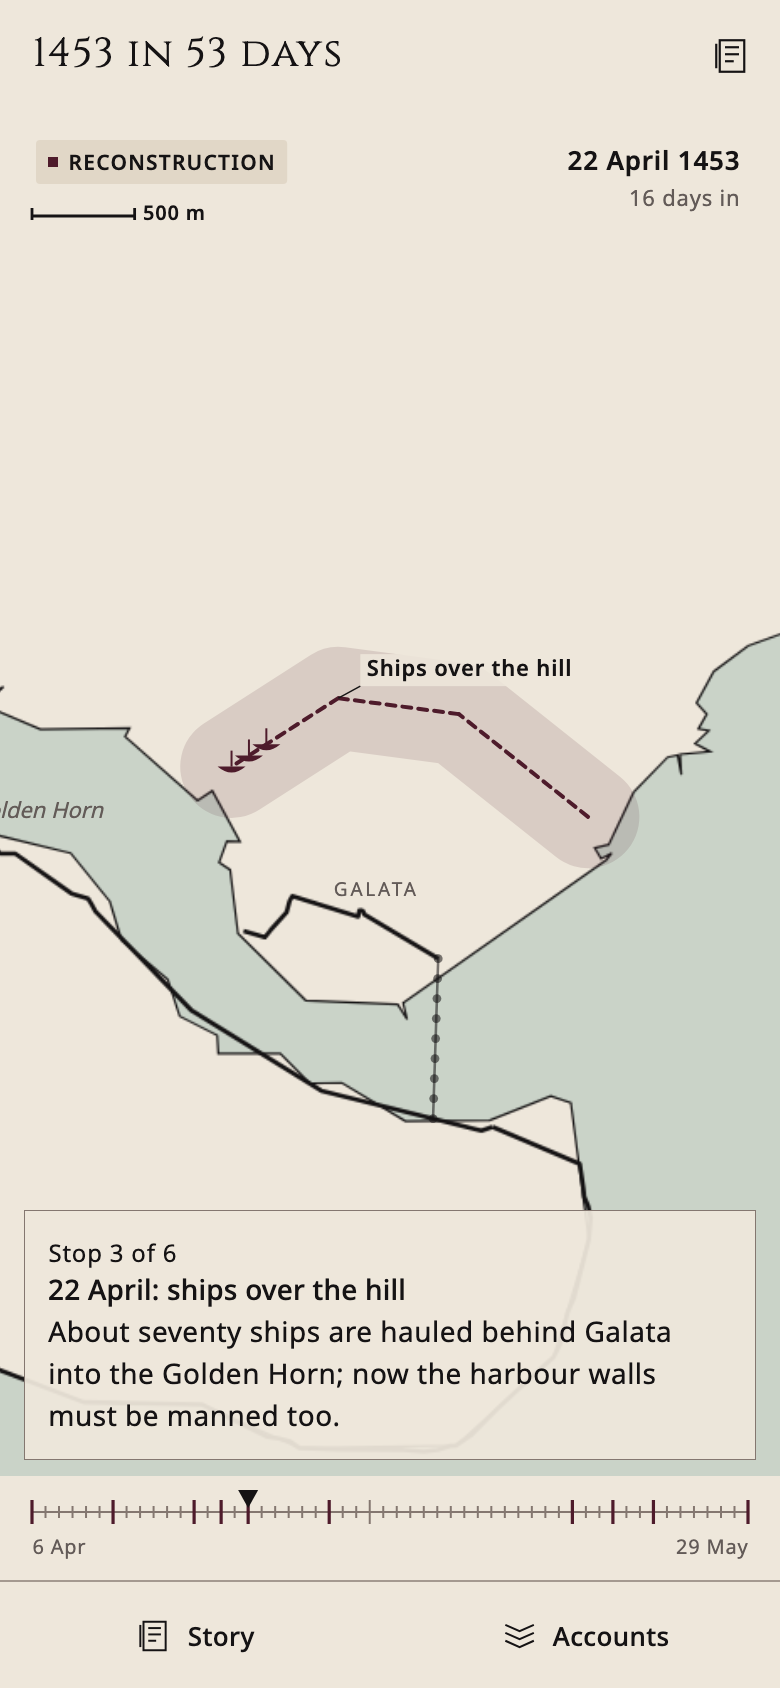 1453 IN 53 DAYS
RECONSTRUCTION
22 April 1453
16 days in
500 m
Ships over the hill
lden Horn
GALATA
Stop 3 of 6
22 April: ships over the hill
About seventy ships are hauled behind Galata
into the Golden Horn; now the harbour walls
must be manned too.
6 Apr
29 May
Story
Accounts